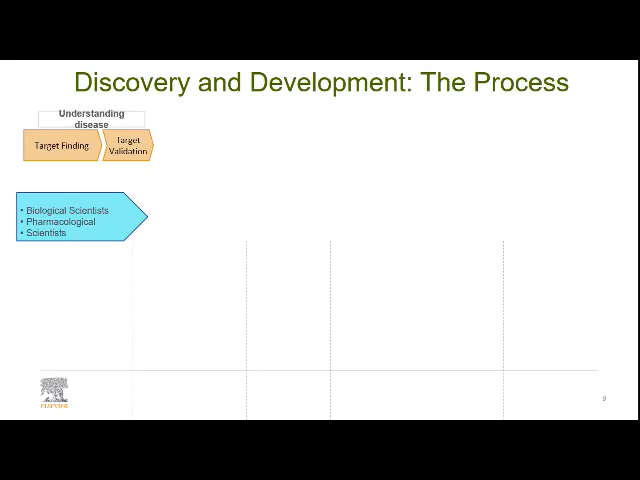 Discovery and Development: The Process
Understanding
disease
Target Finding
Target
Validation
• Biological Scientists
• Pharmacological
• Scientists
ELSEVIER
9